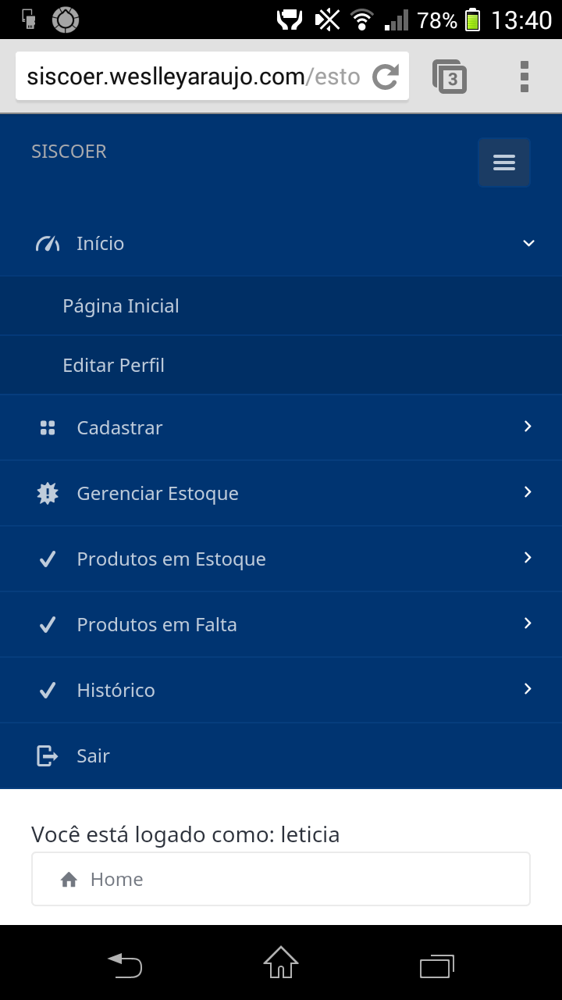 78% 13:40
siscoer.weslleyaraujo.com/esto
3
SISCOER
Início
Página Inicial
Editar Perfil
Cadastrar
Gerenciar Estoque
Produtos em Estoque
Produtos em Falta
Histórico
Sair
Você está logado como: leticia
Home